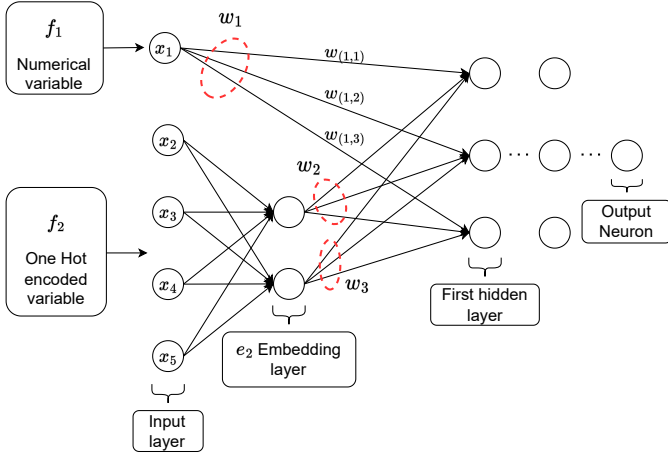 f₁
Numerical
variable
x₁
w₁
w₍₁,₁₎
w₍₁,₂₎
w₍₁,₃₎
x₂
x₃
x₄
x₅
f₂
One Hot
encoded
variable
w₂
w₃
... ...
Output
Neuron
First hidden
layer
e₂ Embedding
layer
Input
layer